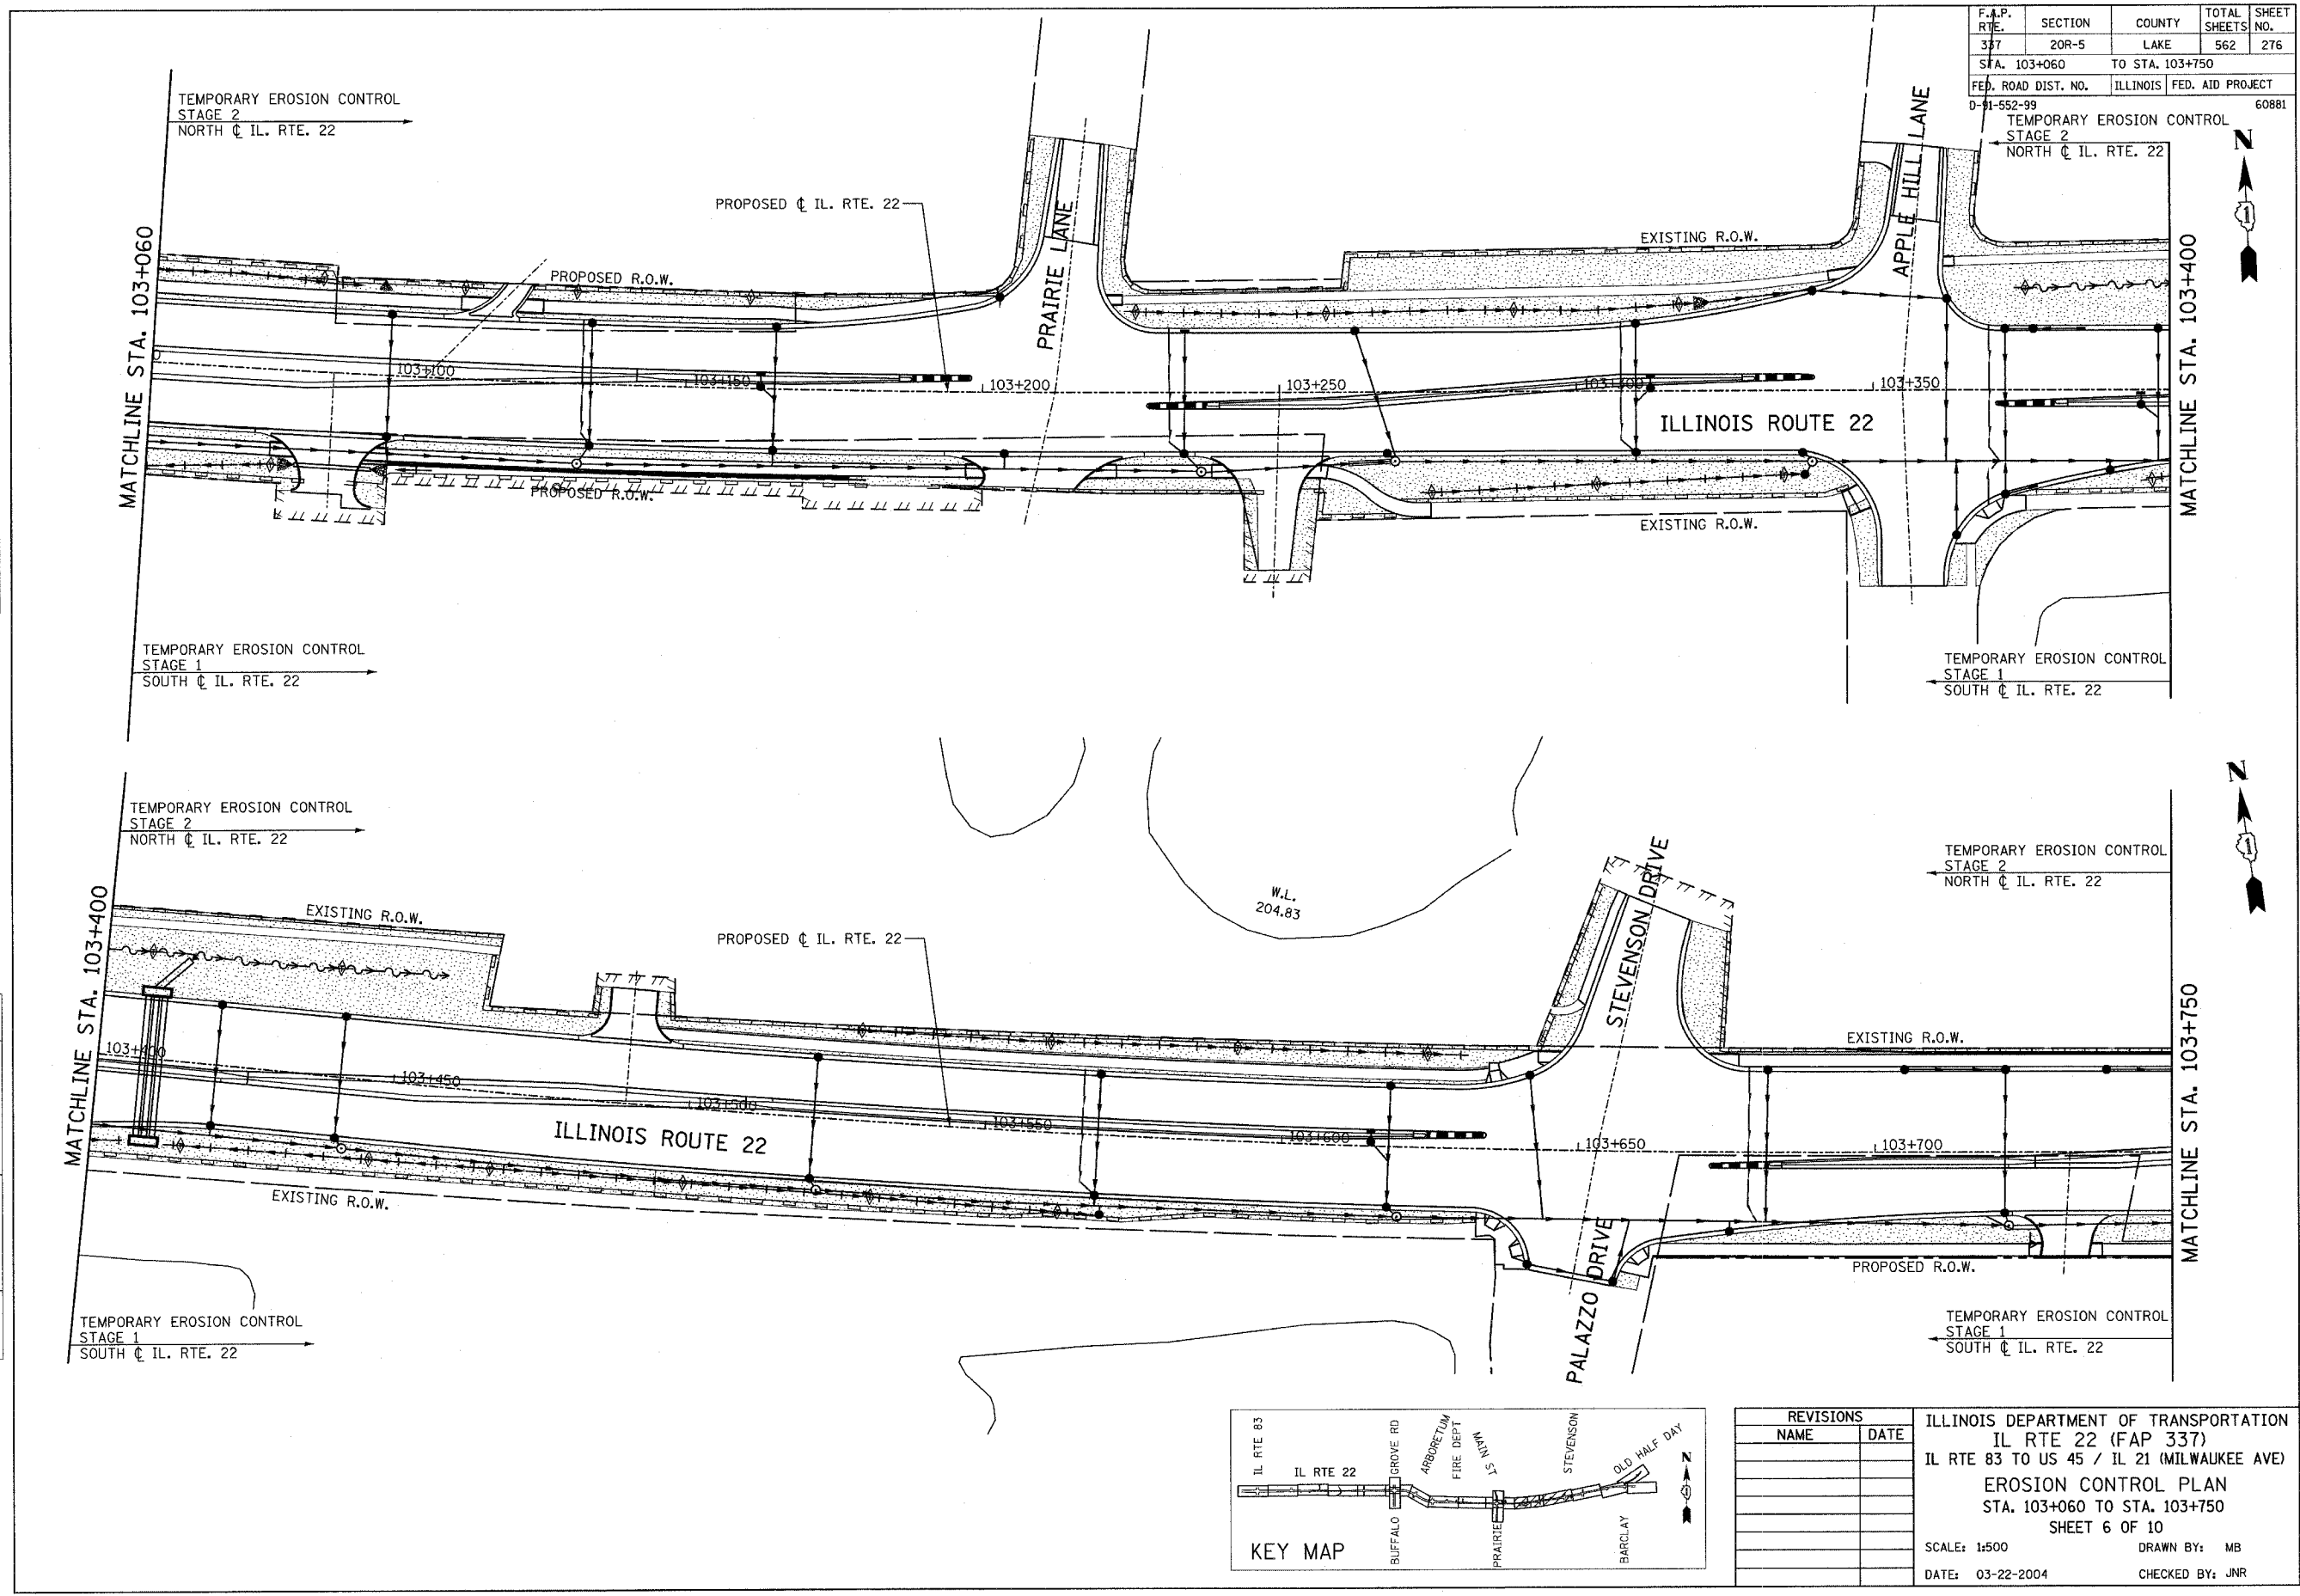 F.A.P. RTE. SECTION COUNTY TOTAL SHEETS SHEET NO.
337 20R-5 LAKE 562 276
STA. 103+060 TO STA. 103+750
FED. ROAD DIST. NO. ILLINOIS FED. AID PROJECT
D-91-552-99 60881
TEMPORARY EROSION CONTROL
STAGE 2
NORTH ℄ IL. RTE. 22
TEMPORARY EROSION CONTROL
STAGE 2
NORTH ℄ IL. RTE. 22
N
1
PROPOSED ℄ IL. RTE. 22
PRAIRIE LANE
APPLE HILL LANE
EXISTING R.O.W.
PROPOSED R.O.W.
MATCHLINE STA. 103+060
MATCHLINE STA. 103+400
103+100
103+150
103+200
103+250
103+300
103+350
ILLINOIS ROUTE 22
PROPOSED R.O.W.
EXISTING R.O.W.
TEMPORARY EROSION CONTROL
STAGE 1
SOUTH ℄ IL. RTE. 22
TEMPORARY EROSION CONTROL
STAGE 1
SOUTH ℄ IL. RTE. 22
TEMPORARY EROSION CONTROL
STAGE 2
NORTH ℄ IL. RTE. 22
TEMPORARY EROSION CONTROL
STAGE 2
NORTH ℄ IL. RTE. 22
N
1
W.L.
204.83
STEVENSON DRIVE
EXISTING R.O.W.
PROPOSED ℄ IL. RTE. 22
MATCHLINE STA. 103+400
MATCHLINE STA. 103+750
EXISTING R.O.W.
103+400
103+450
103+500
103+550
103+600
103+650
103+700
ILLINOIS ROUTE 22
EXISTING R.O.W.
PALAZZO DRIVE
PROPOSED R.O.W.
TEMPORARY EROSION CONTROL
STAGE 1
SOUTH ℄ IL. RTE. 22
TEMPORARY EROSION CONTROL
STAGE 1
SOUTH ℄ IL. RTE. 22
IL RTE 83
IL RTE 22
GROVE RD
ARBORETUM
FIRE DEPT
MAIN ST
STEVENSON
OLD HALF DAY
N
KEY MAP
BUFFALO
PRAIRIE
BARCLAY
REVISIONS
NAME DATE
ILLINOIS DEPARTMENT OF TRANSPORTATION
IL RTE 22 (FAP 337)
IL RTE 83 TO US 45 / IL 21 (MILWAUKEE AVE)
EROSION CONTROL PLAN
STA. 103+060 TO STA. 103+750
SHEET 6 OF 10
SCALE: 1:500 DRAWN BY: MB
DATE: 03-22-2004 CHECKED BY: JNR